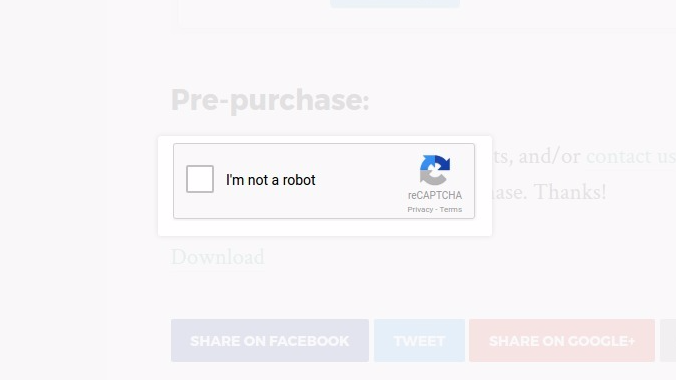 Pre-purchase:
ts, and/or contact us
I'm not a robot
reCAPTCHA
ase. Thanks!
Privacy - Terms
Download
SHARE ON FACEBOOK
TWEET
SHARE ON GOOGLE+